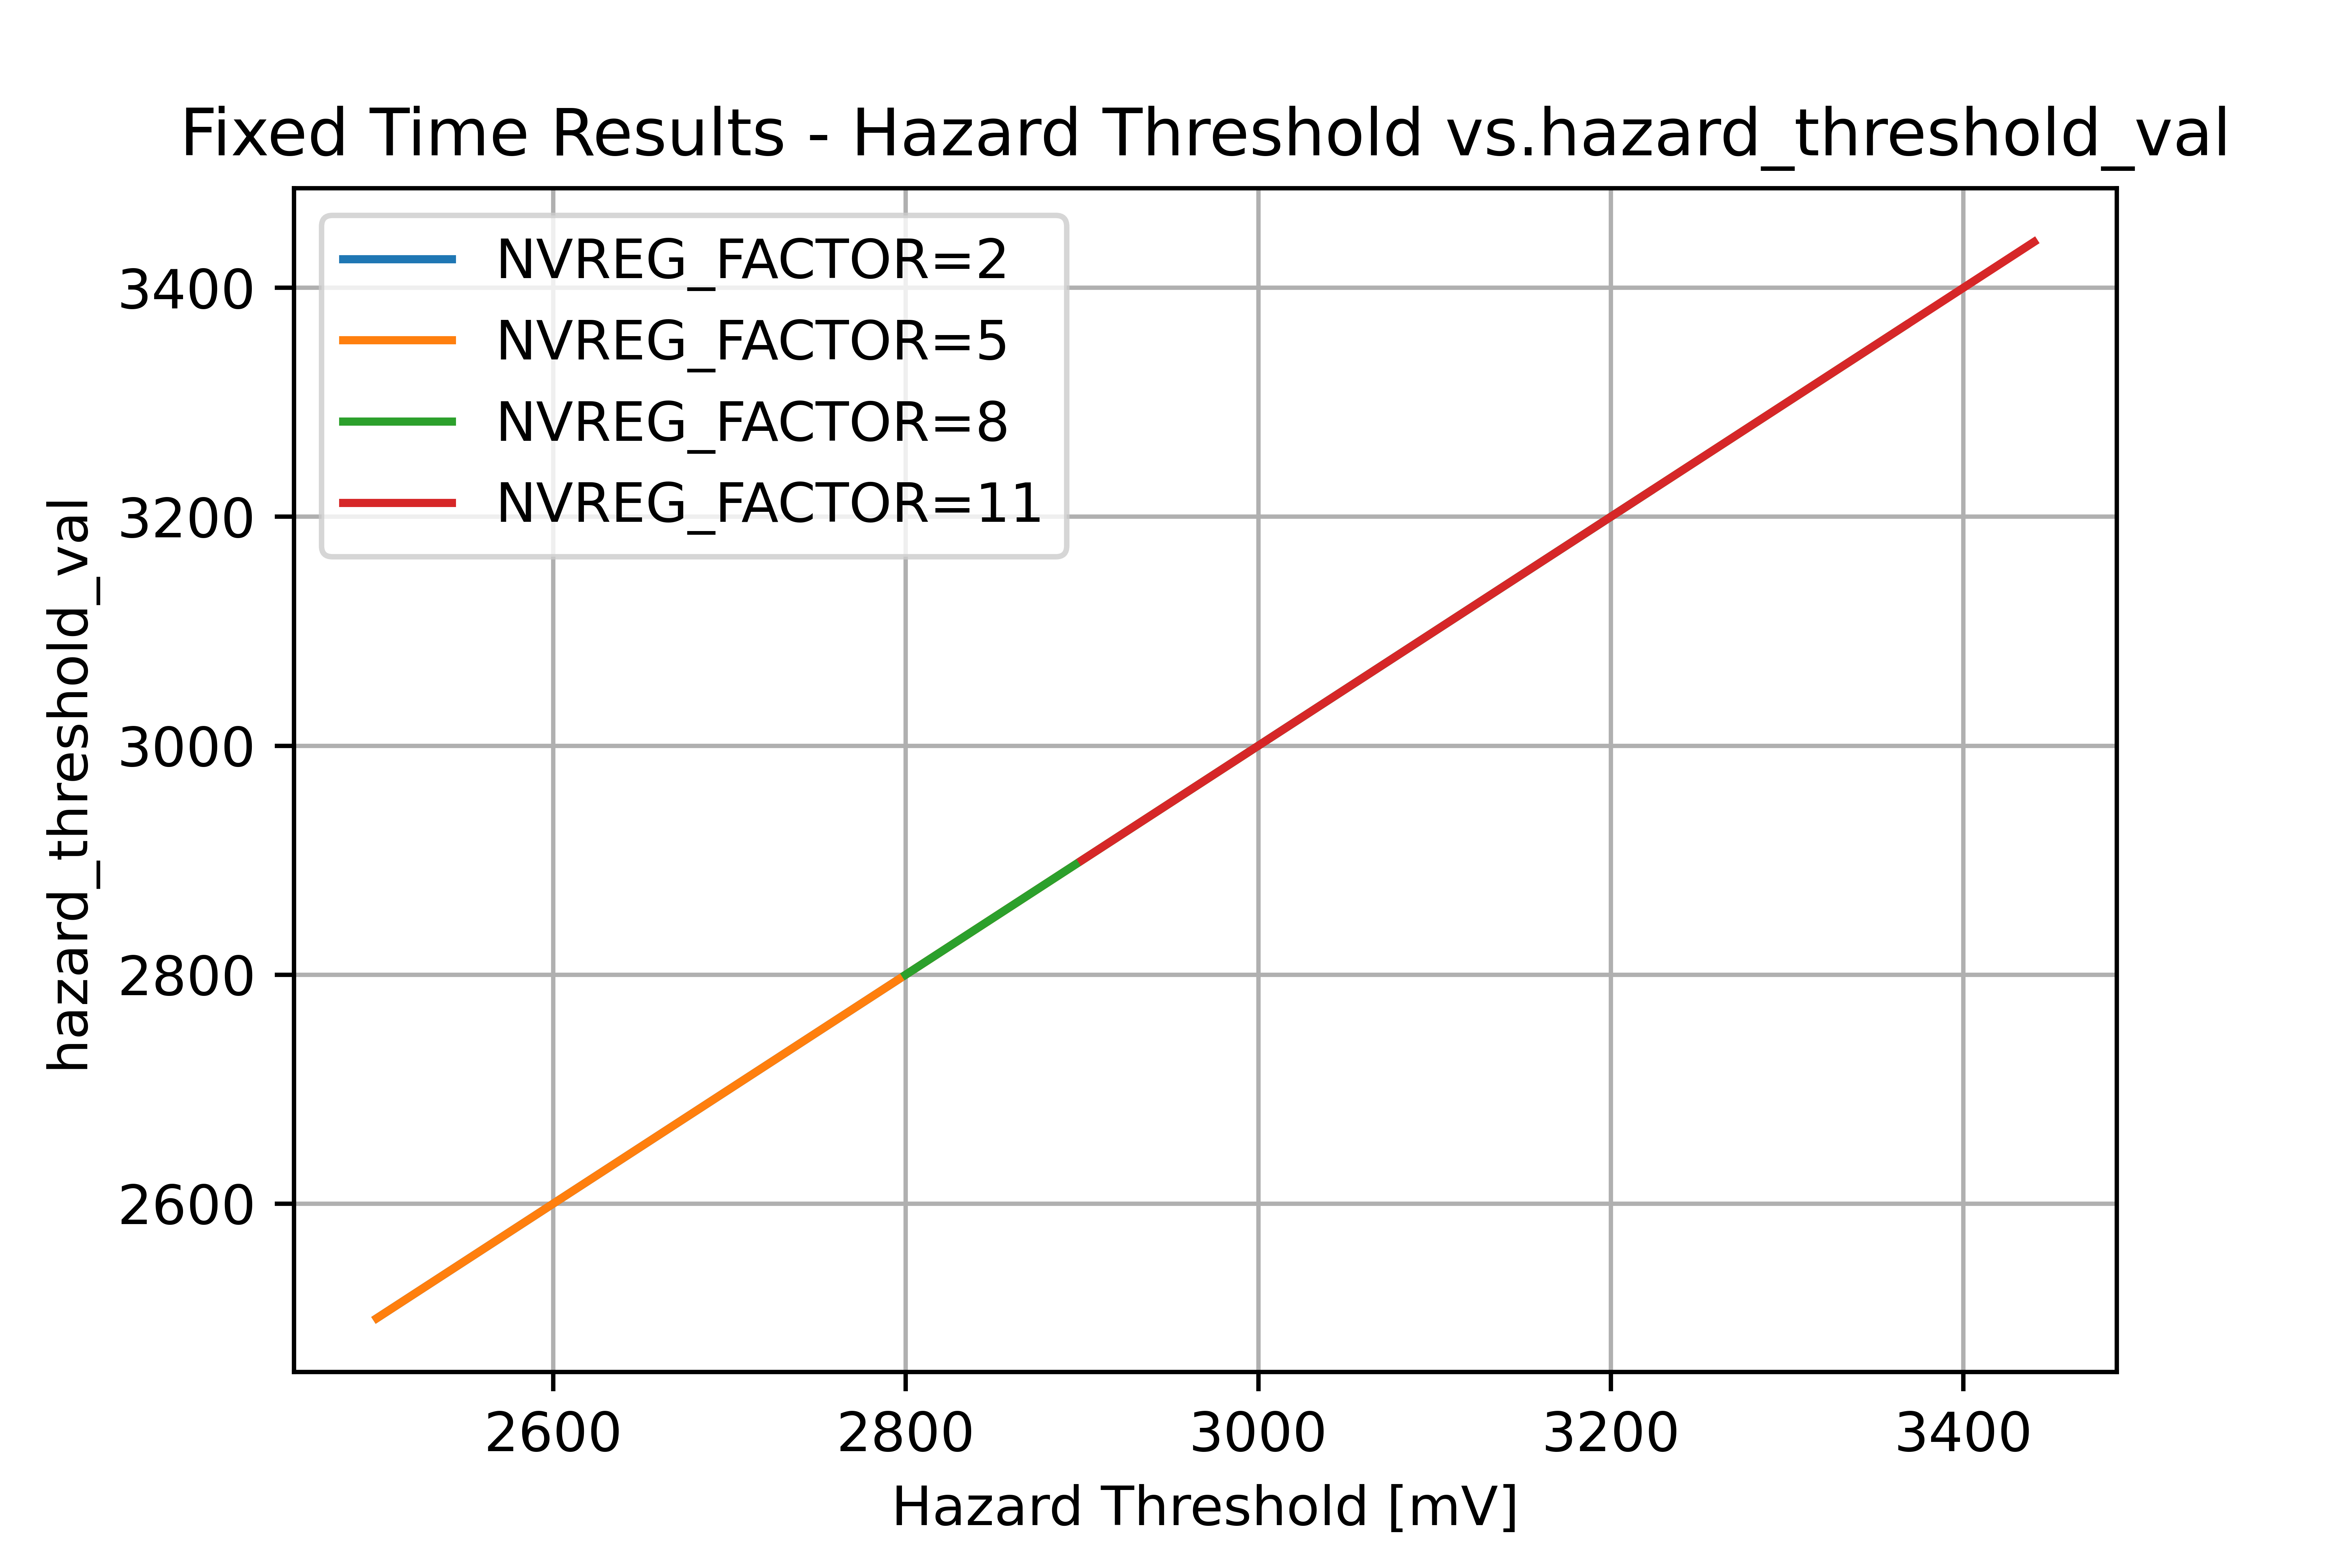 Fixed Time Results - Hazard Threshold vs.hazard_threshold_val
NVREG_FACTOR=2
NVREG_FACTOR=5
NVREG_FACTOR=8
NVREG_FACTOR=11
hazard_threshold_val
3400
3200
3000
2800
2600
2600 2800 3000 3200 3400
Hazard Threshold [mV]